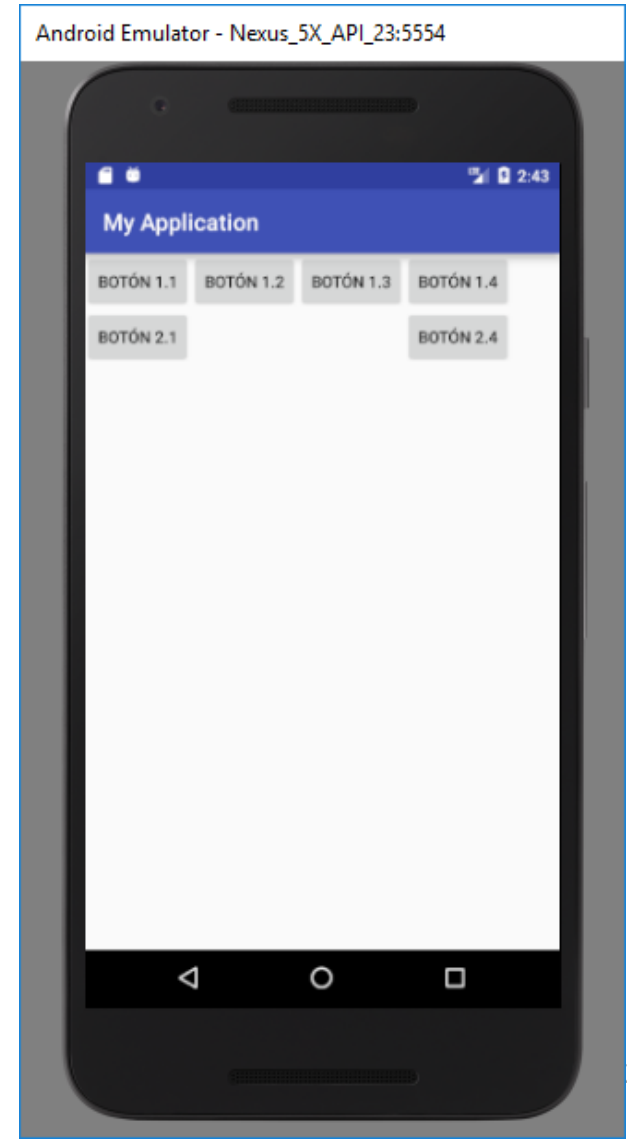 Android Emulator - Nexus_5X_API_23:5554
2:43
My Application
BOTÓN 1.1 BOTÓN 1.2 BOTÓN 1.3 BOTÓN 1.4
BOTÓN 2.1 BOTÓN 2.4